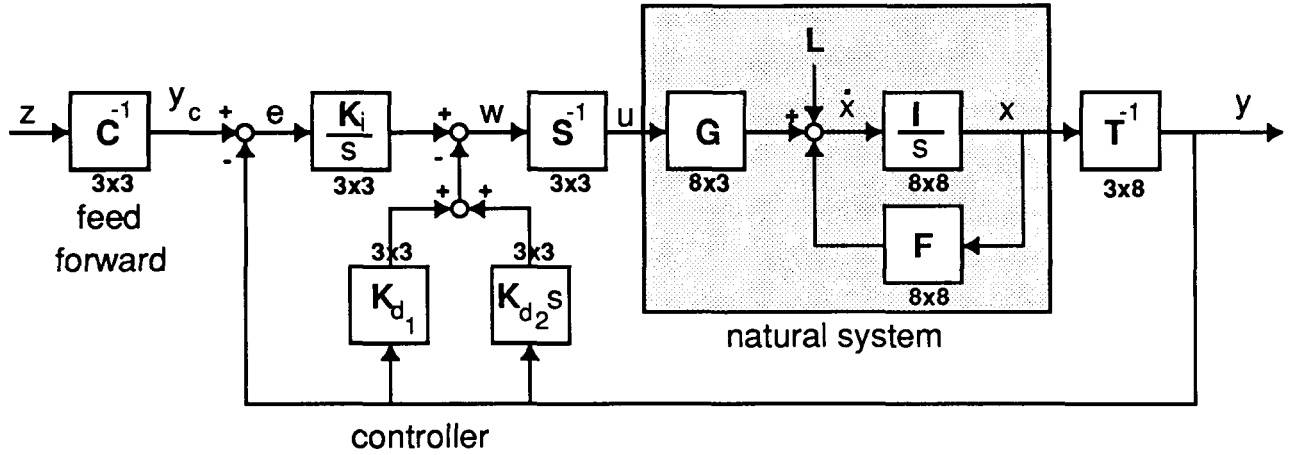 z
C⁻¹
3x3
feed
forward
y_c
+
-
e
K_i
s
3x3
+
-
w
S⁻¹
3x3
u
G
8x3
L
+
ẋ
I
s
8x8
x
T⁻¹
3x8
y
F
8x8
natural system
+
+
3x3
K_d₁
3x3
K_d₂ s
controller